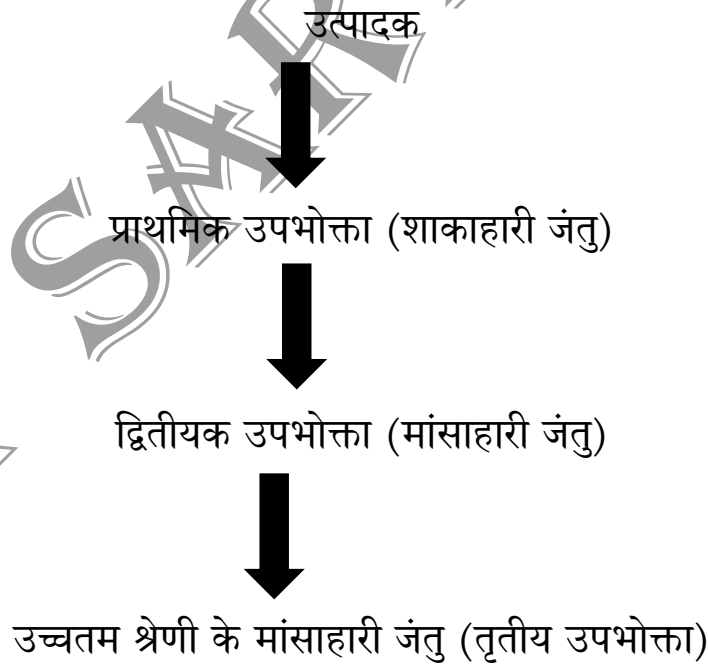 उत्पादक
प्राथमिक उपभोक्ता (शाकाहारी जंतु)
द्वितीयक उपभोक्ता (मांसाहारी जंतु)
उच्चतम श्रेणी के मांसाहारी जंतु (तृतीय उपभोक्ता)